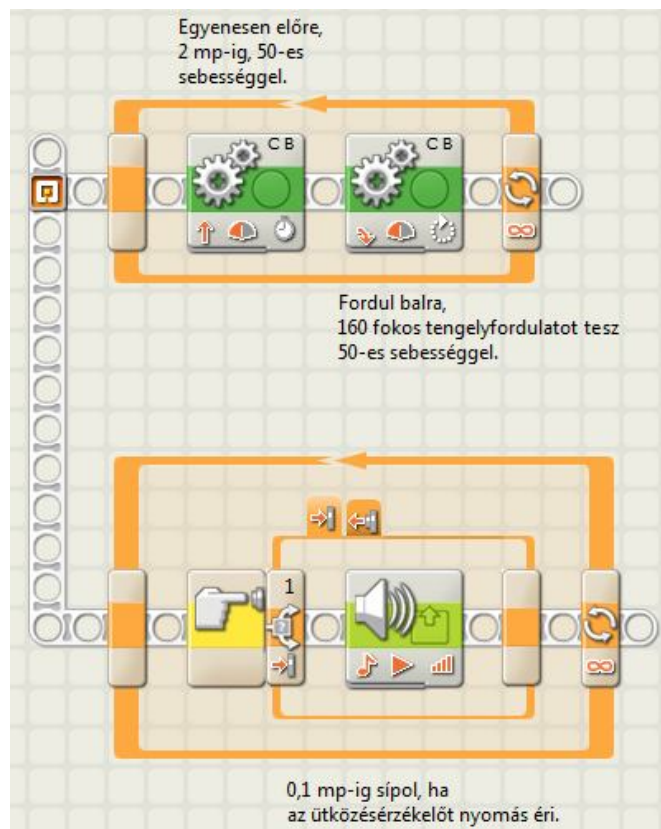 Egyenesen előre,
2 mp-ig, 50-es
sebességgel.
C B
C B
Fordul balra,
160 fokos tengelyfordulatot tesz
50-es sebességgel.
1
0,1 mp-ig sípol, ha
az ütközésérzékelőt nyomás éri.